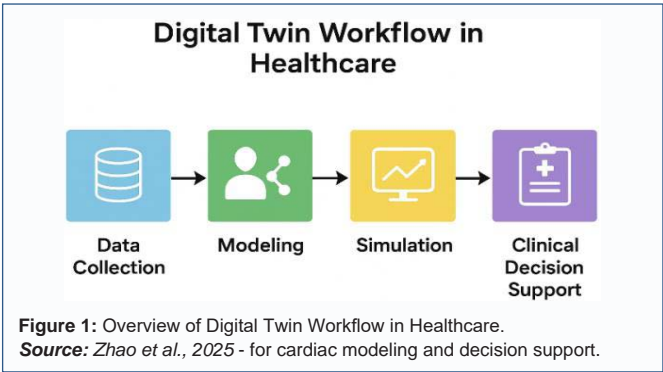 Digital Twin Workflow in
Healthcare
Data
Collection
Modeling
Simulation
Clinical
Decision
Support
Figure 1: Overview of Digital Twin Workflow in Healthcare.
Source: Zhao et al., 2025 - for cardiac modeling and decision support.